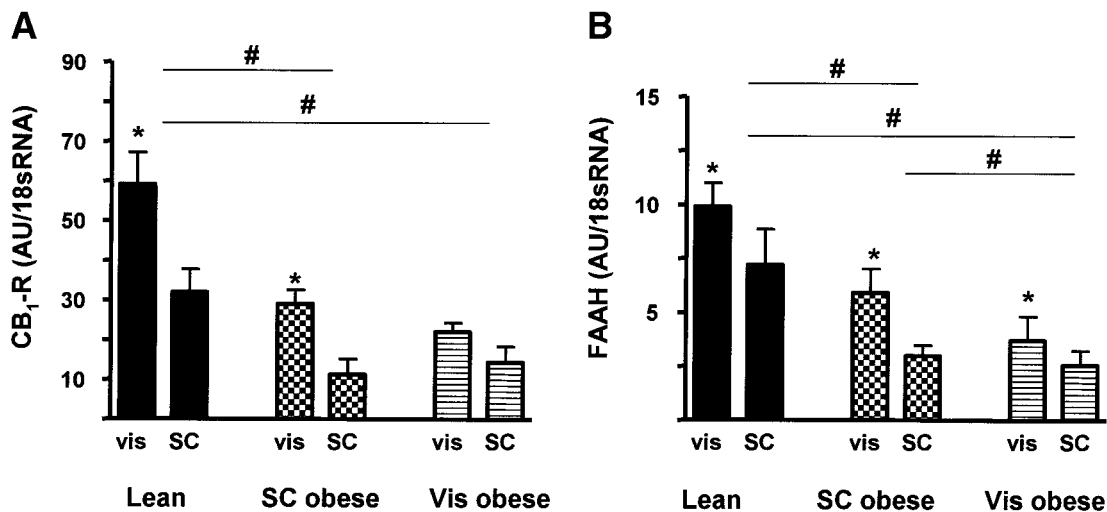 A
CB1-R (AU/18sRNA)
90
70
50
30
10
#
#
*
*
vis SC vis SC vis SC
Lean SC obese Vis obese
B
FAAH (AU/18sRNA)
15
10
5
#
#
#
*
*
*
vis SC vis SC vis SC
Lean SC obese Vis obese